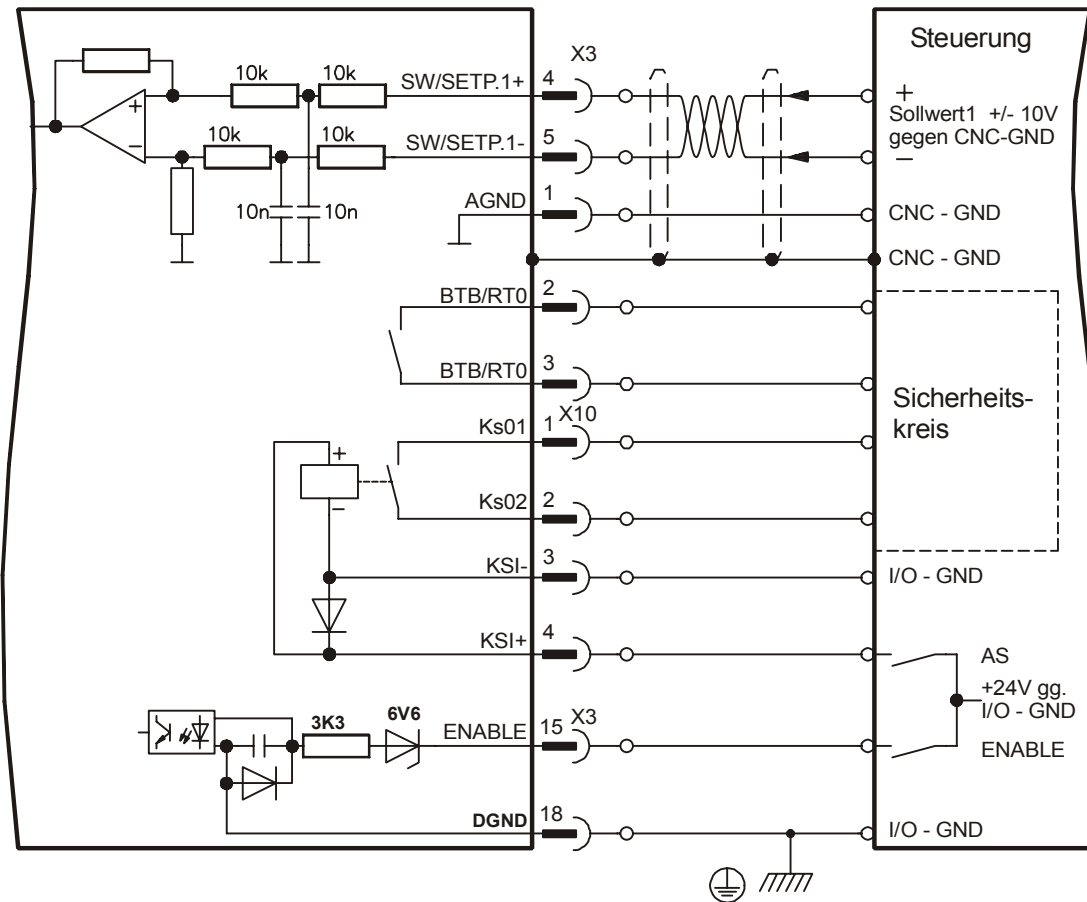 Steuerung
X3
10k
10k
SW/SETP.1+
4
+
+
Sollwert1 +/- 10V
gegen CNC-GND
10k
10k
SW/SETP.1-
5
−
−
10n
10n
AGND
1
CNC - GND
CNC - GND
BTB/RT0
2
BTB/RT0
3
Sicherheits-
kreis
X10
Ks01
1
+
−
Ks02
2
KSI-
3
I/O - GND
KSI+
4
AS
+24V gg.
I/O - GND
3K3
6V6
ENABLE
15
X3
ENABLE
DGND
18
I/O - GND